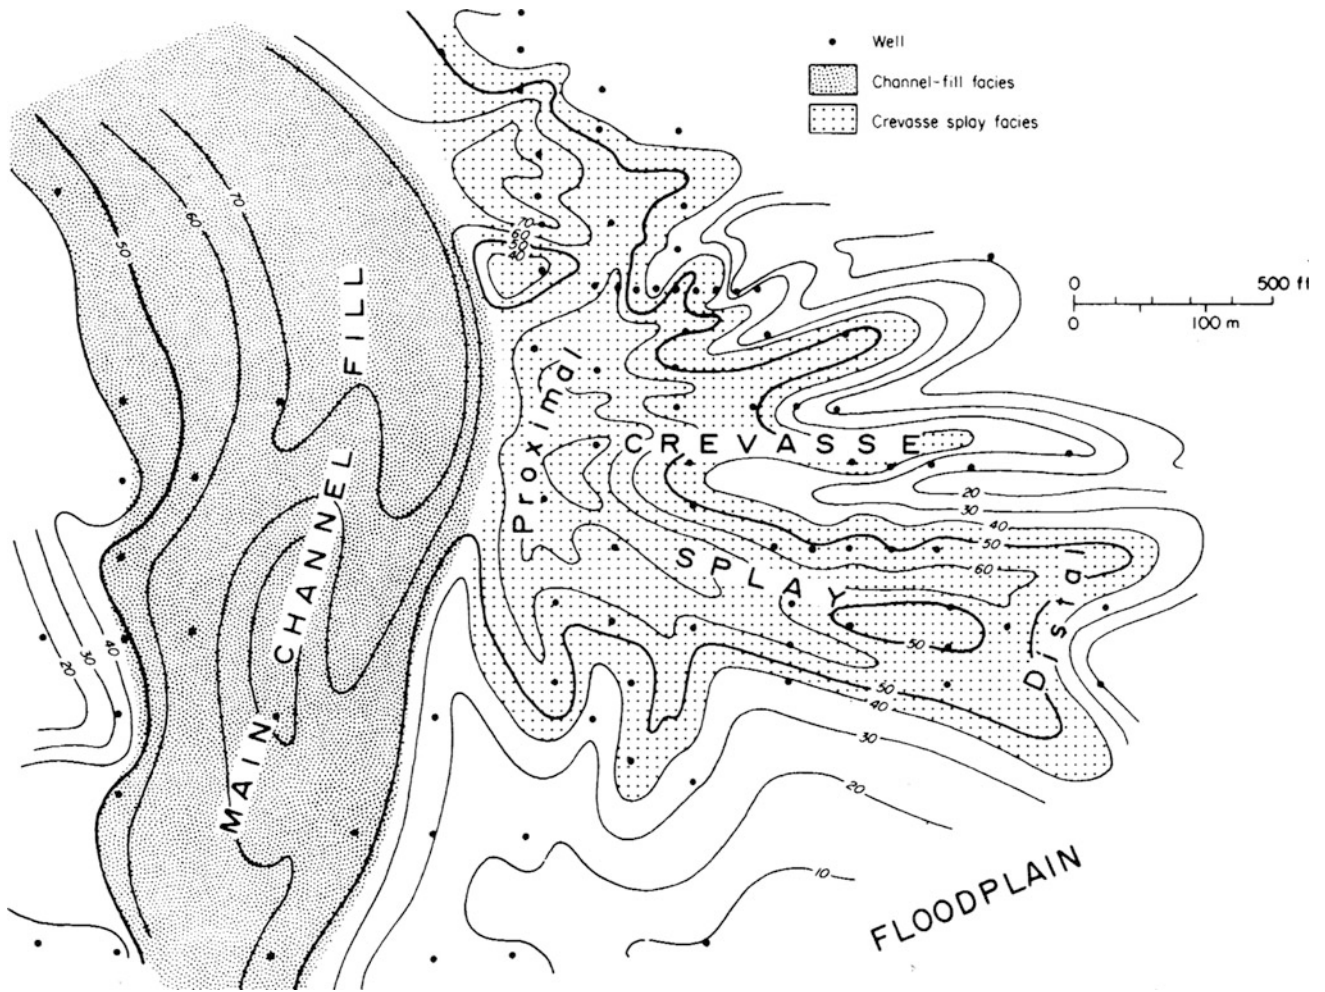 Well
Channel-fill facies
Crevasse splay facies
0 500 ft
0 100 m
50
60
70
70
60
50
40
MAIN CHANNEL FILL
Proximal
CREVASSE
SPLAY
Distal
20
30
40
50
60
50
50
40
30
20
10
20
30
40
FLOODPLAIN